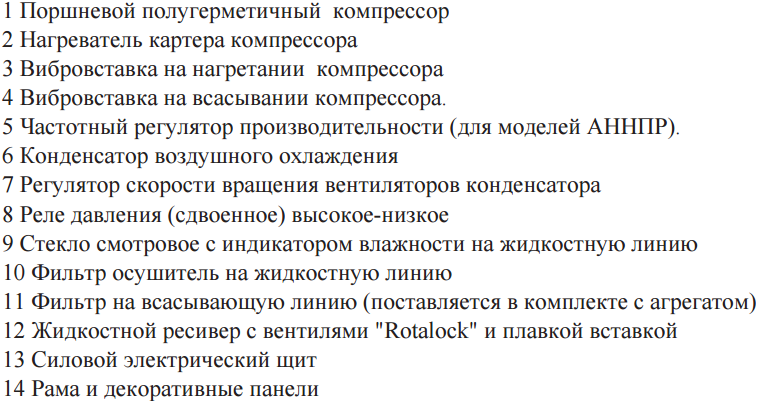 1 Поршневой полугерметичный  компрессор
2 Нагреватель картера компрессора
3 Вибровставка на нагретании  компрессора
4 Вибровставка на всасывании компрессора.
5 Частотный регулятор производительности (для моделей АННПР).
6 Конденсатор воздушного охлаждения
7 Регулятор скорости вращения вентиляторов конденсатора
8 Реле давления (сдвоенное) высокое-низкое
9 Стекло смотровое с индикатором влажности на жидкостную линию
10 Фильтр осушитель на жидкостную линию
11 Фильтр на всасывающую линию (поставляется в комплекте с агрегатом)
12 Жидкостной ресивер с вентилями "Rotalock" и плавкой вставкой
13 Силовой электрический щит
14 Рама и декоративные панели